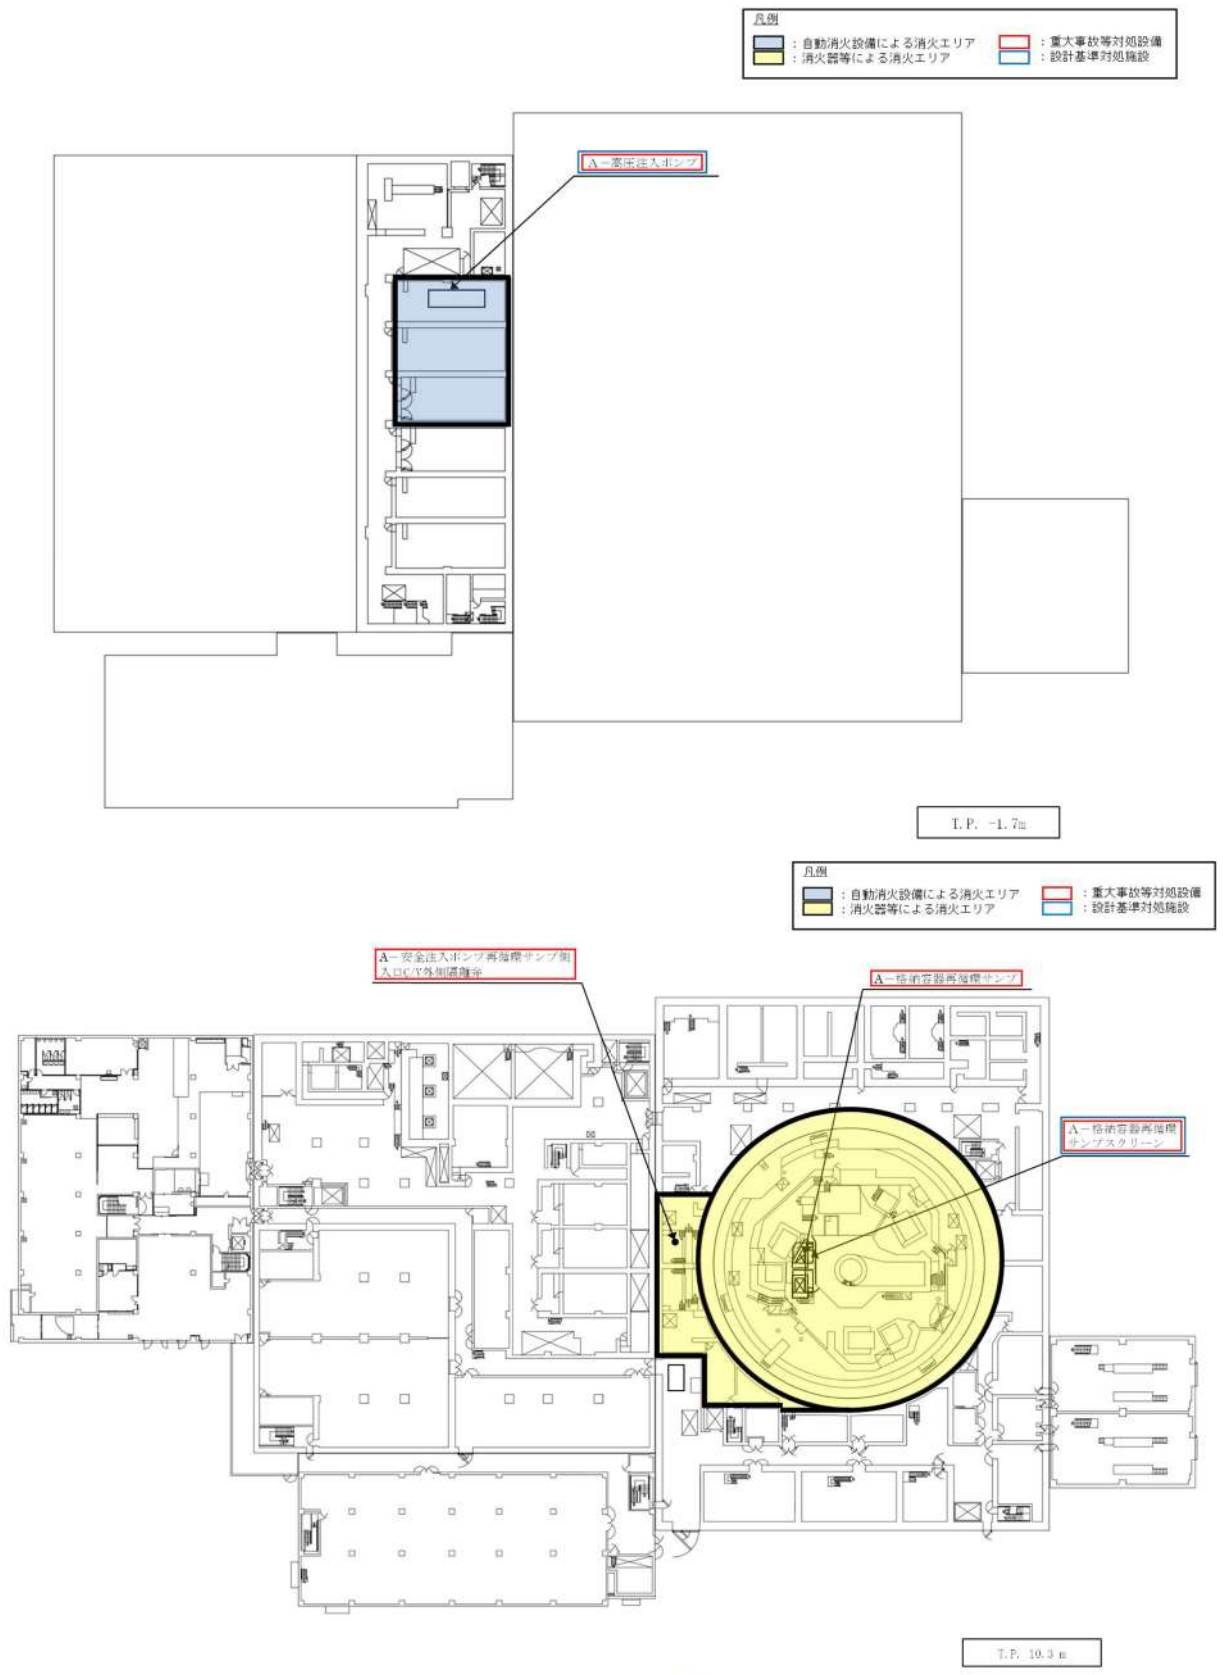 凡例
：自動消火設備による消火エリア
：重大事故等対処設備
：消火器等による消火エリア
：設計基準対処施設
A－高圧注入ポンプ
T.P. -1.7m
凡例
：自動消火設備による消火エリア
：重大事故等対処設備
：消火器等による消火エリア
：設計基準対処施設
A－安全注入ポンプ再循環サンプ側
入口C/V外側隔離弁
A－格納容器再循環サンプ
A－格納容器再循環
サンプスクリーン
T.P. 10.3 m